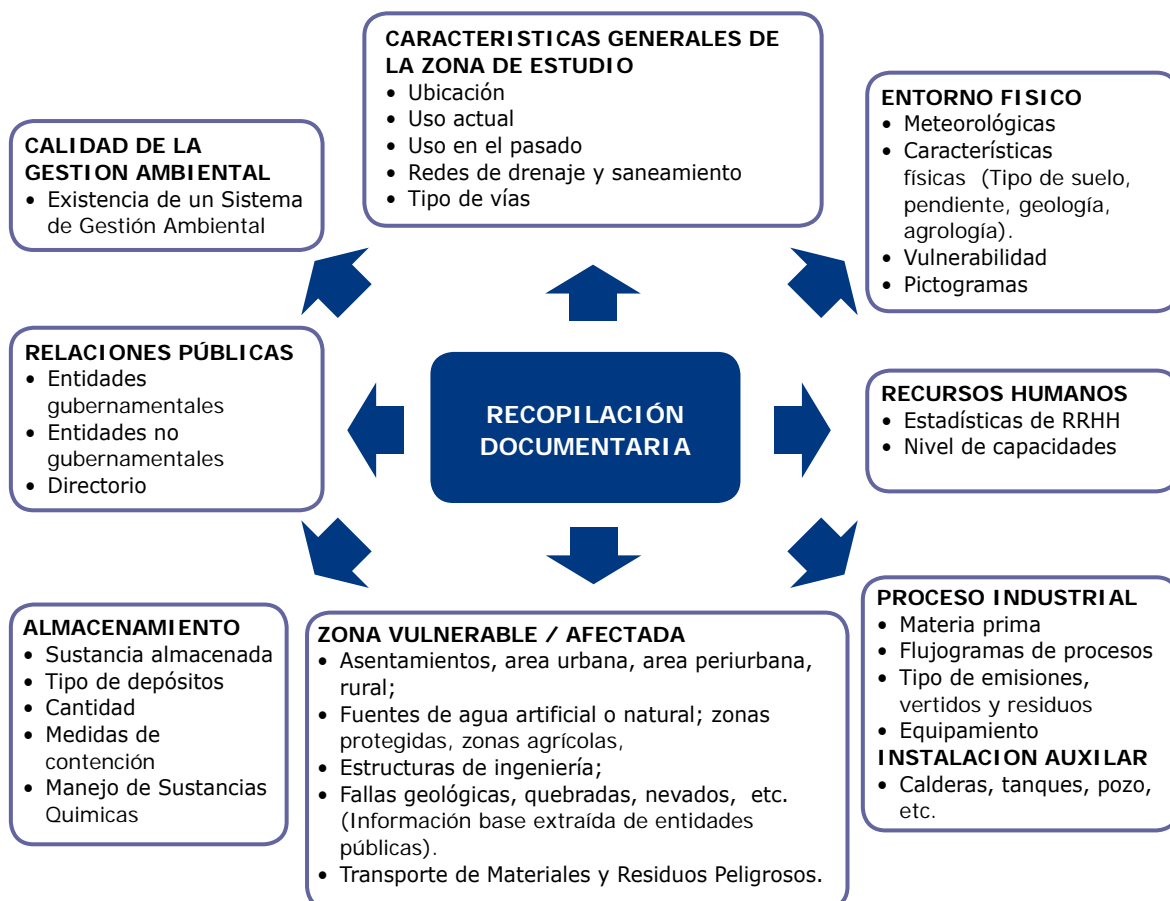 CARACTERISTICAS GENERALES DE
LA ZONA DE ESTUDIO
• Ubicación
• Uso actual
• Uso en el pasado
• Redes de drenaje y saneamiento
• Tipo de vías
CALIDAD DE LA
GESTION AMBIENTAL
• Existencia de un Sistema
de Gestión Ambiental
ENTORNO FISICO
• Meteorológicas
• Características
físicas (Tipo de suelo,
pendiente, geología,
agrología).
• Vulnerabilidad
• Pictogramas
RELACIONES PÚBLICAS
• Entidades
gubernamentales
• Entidades no
gubernamentales
• Directorio
RECOPILACIÓN
DOCUMENTARIA
RECURSOS HUMANOS
• Estadísticas de RRHH
• Nivel de capacidades
ALMACENAMIENTO
• Sustancia almacenada
• Tipo de depósitos
• Cantidad
• Medidas de
contención
• Manejo de Sustancias
Quimicas
ZONA VULNERABLE / AFECTADA
• Asentamientos, area urbana, area periurbana,
rural;
• Fuentes de agua artificial o natural; zonas
protegidas, zonas agrícolas,
• Estructuras de ingeniería;
• Fallas geológicas, quebradas, nevados, etc.
(Información base extraída de entidades
públicas).
• Transporte de Materiales y Residuos Peligrosos.
PROCESO INDUSTRIAL
• Materia prima
• Flujogramas de procesos
• Tipo de emisiones,
vertidos y residuos
• Equipamiento
INSTALACION AUXILAR
• Calderas, tanques, pozo,
etc.